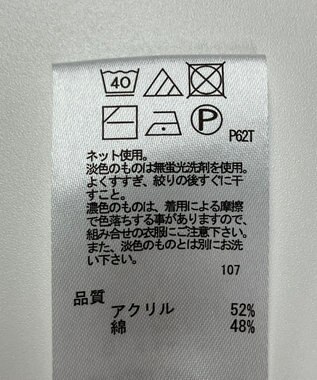 40
P
P62T
ネット使用。
淡色のものは無蛍光洗剤を使用。
よくすすぎ、絞りの後すぐに干
すこと。
濃色のものは、着用による摩擦
で色落ちする事がありますので、
組み合せの衣服にご注意下さい。
また、淡色のものとは別にお洗
い下さい。
107
品質
アクリル 52%
綿 48%